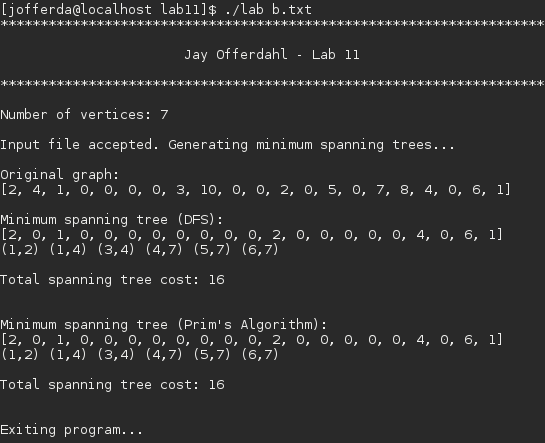 [jofferda@localhost lab11]$ ./lab b.txt
********************************************************************
Jay Offerdahl - Lab 11
********************************************************************
Number of vertices: 7
Input file accepted. Generating minimum spanning trees...
Original graph:
[2, 4, 1, 0, 0, 0, 0, 3, 10, 0, 0, 2, 0, 5, 0, 7, 8, 4, 0, 6, 1]
Minimum spanning tree (DFS):
[2, 0, 1, 0, 0, 0, 0, 0, 0, 0, 0, 2, 0, 0, 0, 0, 0, 4, 0, 6, 1]
(1,2) (1,4) (3,4) (4,7) (5,7) (6,7)
Total spanning tree cost: 16
Minimum spanning tree (Prim's Algorithm):
[2, 0, 1, 0, 0, 0, 0, 0, 0, 0, 0, 2, 0, 0, 0, 0, 0, 4, 0, 6, 1]
(1,2) (1,4) (3,4) (4,7) (5,7) (6,7)
Total spanning tree cost: 16
Exiting program...